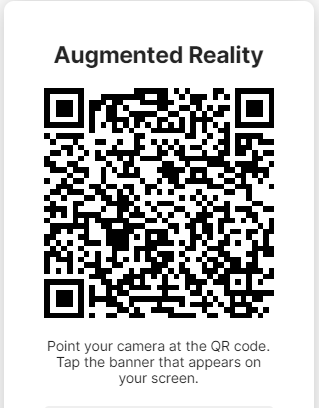 Augmented Reality
Point your camera at the QR code.
Tap the banner that appears on
your screen.